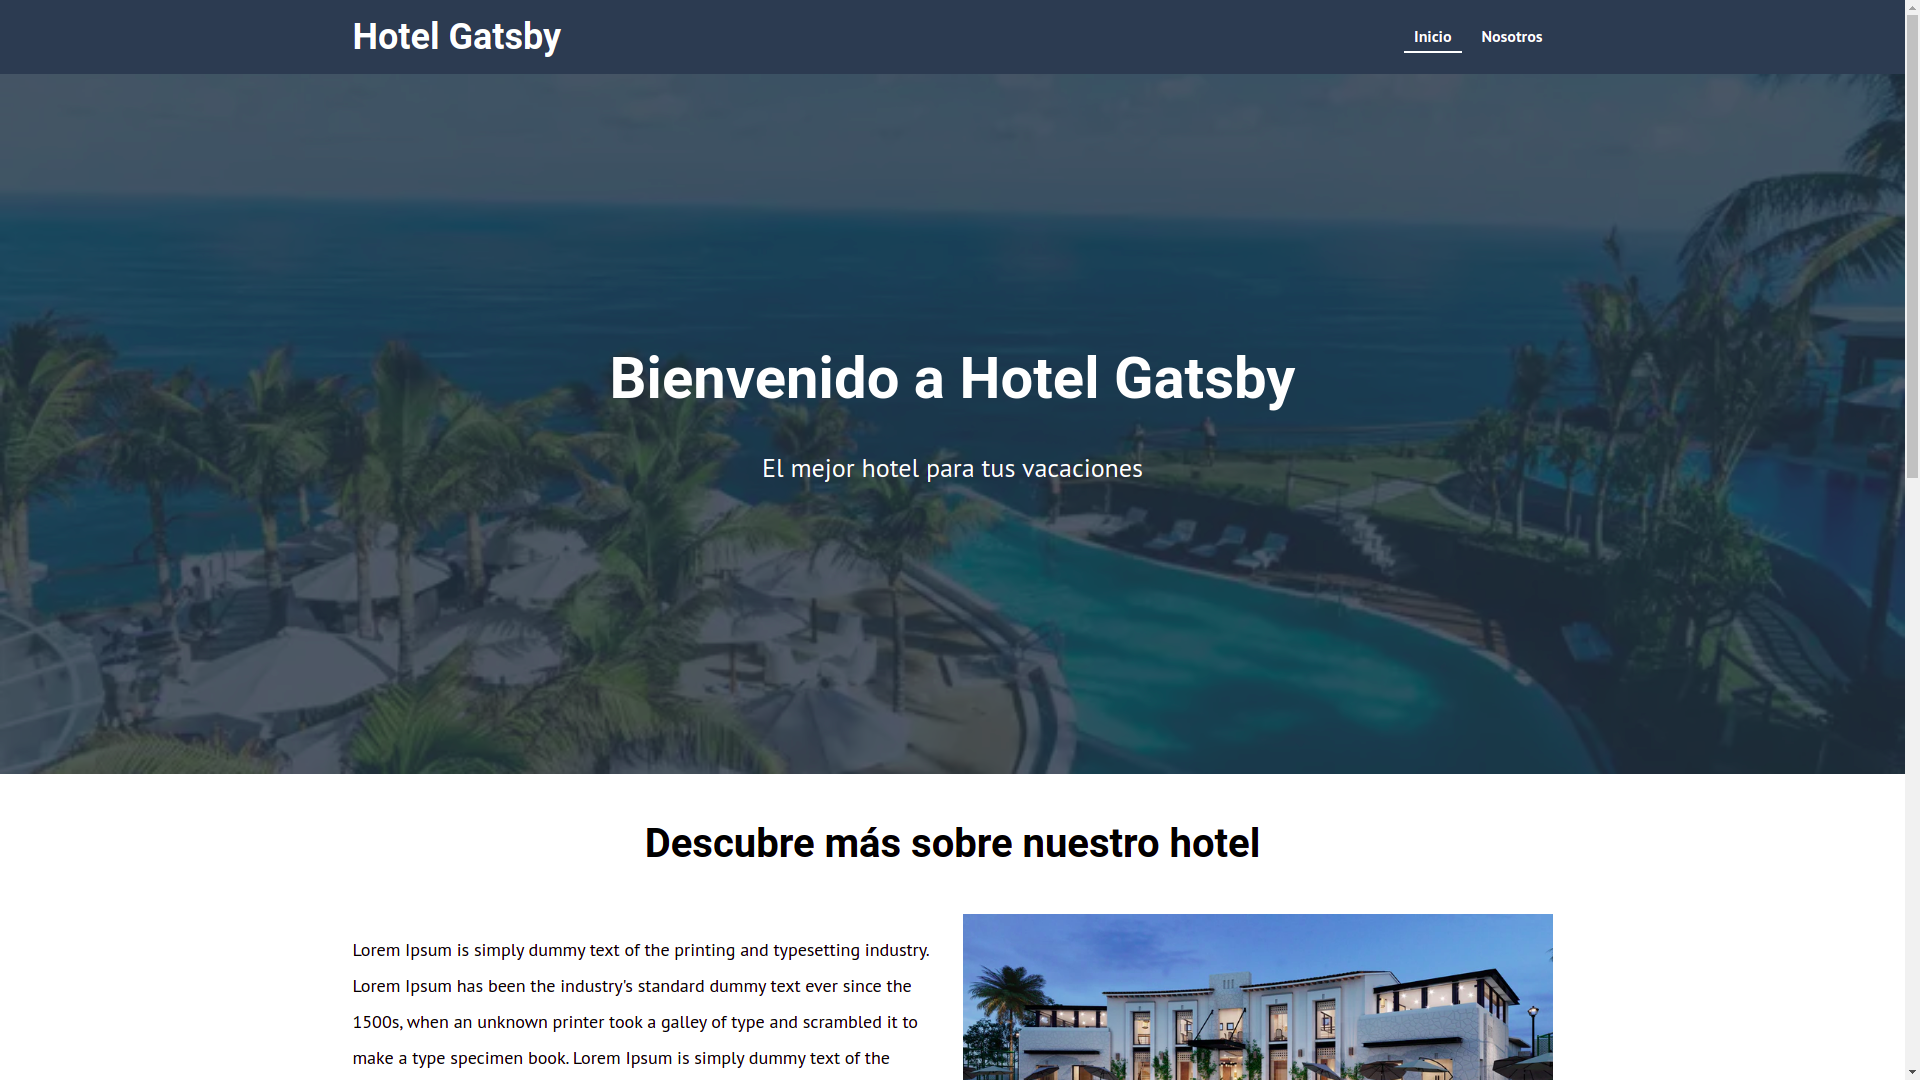 Hotel Gatsby
Inicio Nosotros
Bienvenido a Hotel Gatsby
El mejor hotel para tus vacaciones
Descubre más sobre nuestro hotel
Lorem Ipsum is simply dummy text of the printing and typesetting industry.
Lorem Ipsum has been the industry's standard dummy text ever since the
1500s, when an unknown printer took a galley of type and scrambled it to
make a type specimen book. Lorem Ipsum is simply dummy text of the